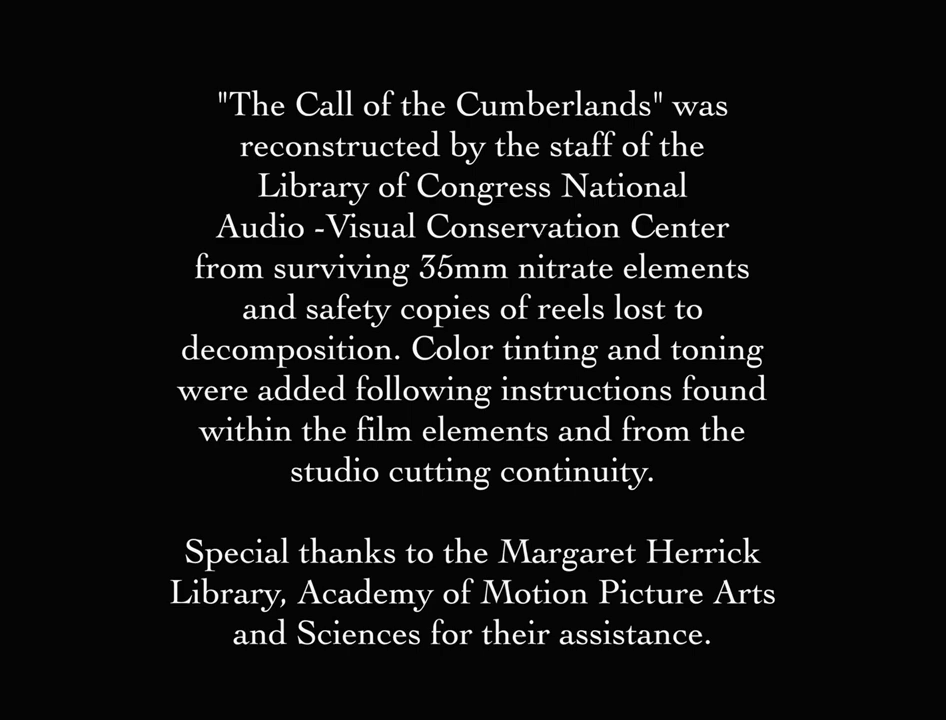 "The Call of the Cumberlands" was
reconstructed by the staff of the
Library of Congress National
Audio -Visual Conservation Center
from surviving 35mm nitrate elements
and safety copies of reels lost to
decomposition. Color tinting and toning
were added following instructions found
within the film elements and from the
studio cutting continuity.
Special thanks to the Margaret Herrick
Library, Academy of Motion Picture Arts
and Sciences for their assistance.